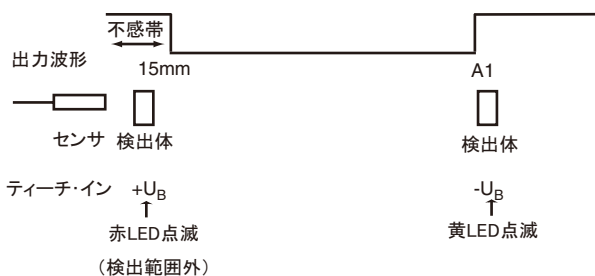 不感帯
出力波形
15mm A1
センサ 検出体 検出体
ティーチ・イン +UB -UB
赤LED点滅 黄LED点滅
（検出範囲外）